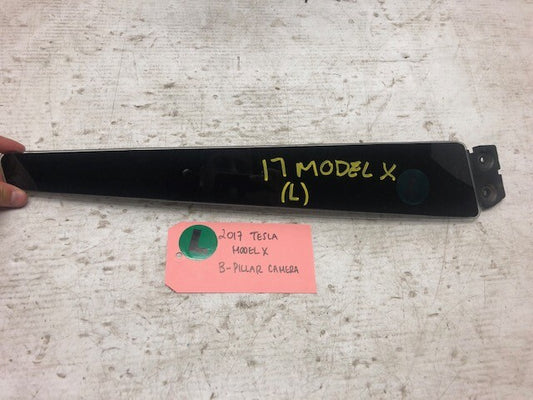 17 MODEL X
(L)
L
2017 TESLA
MODEL X
B-PILLAR CAMERA